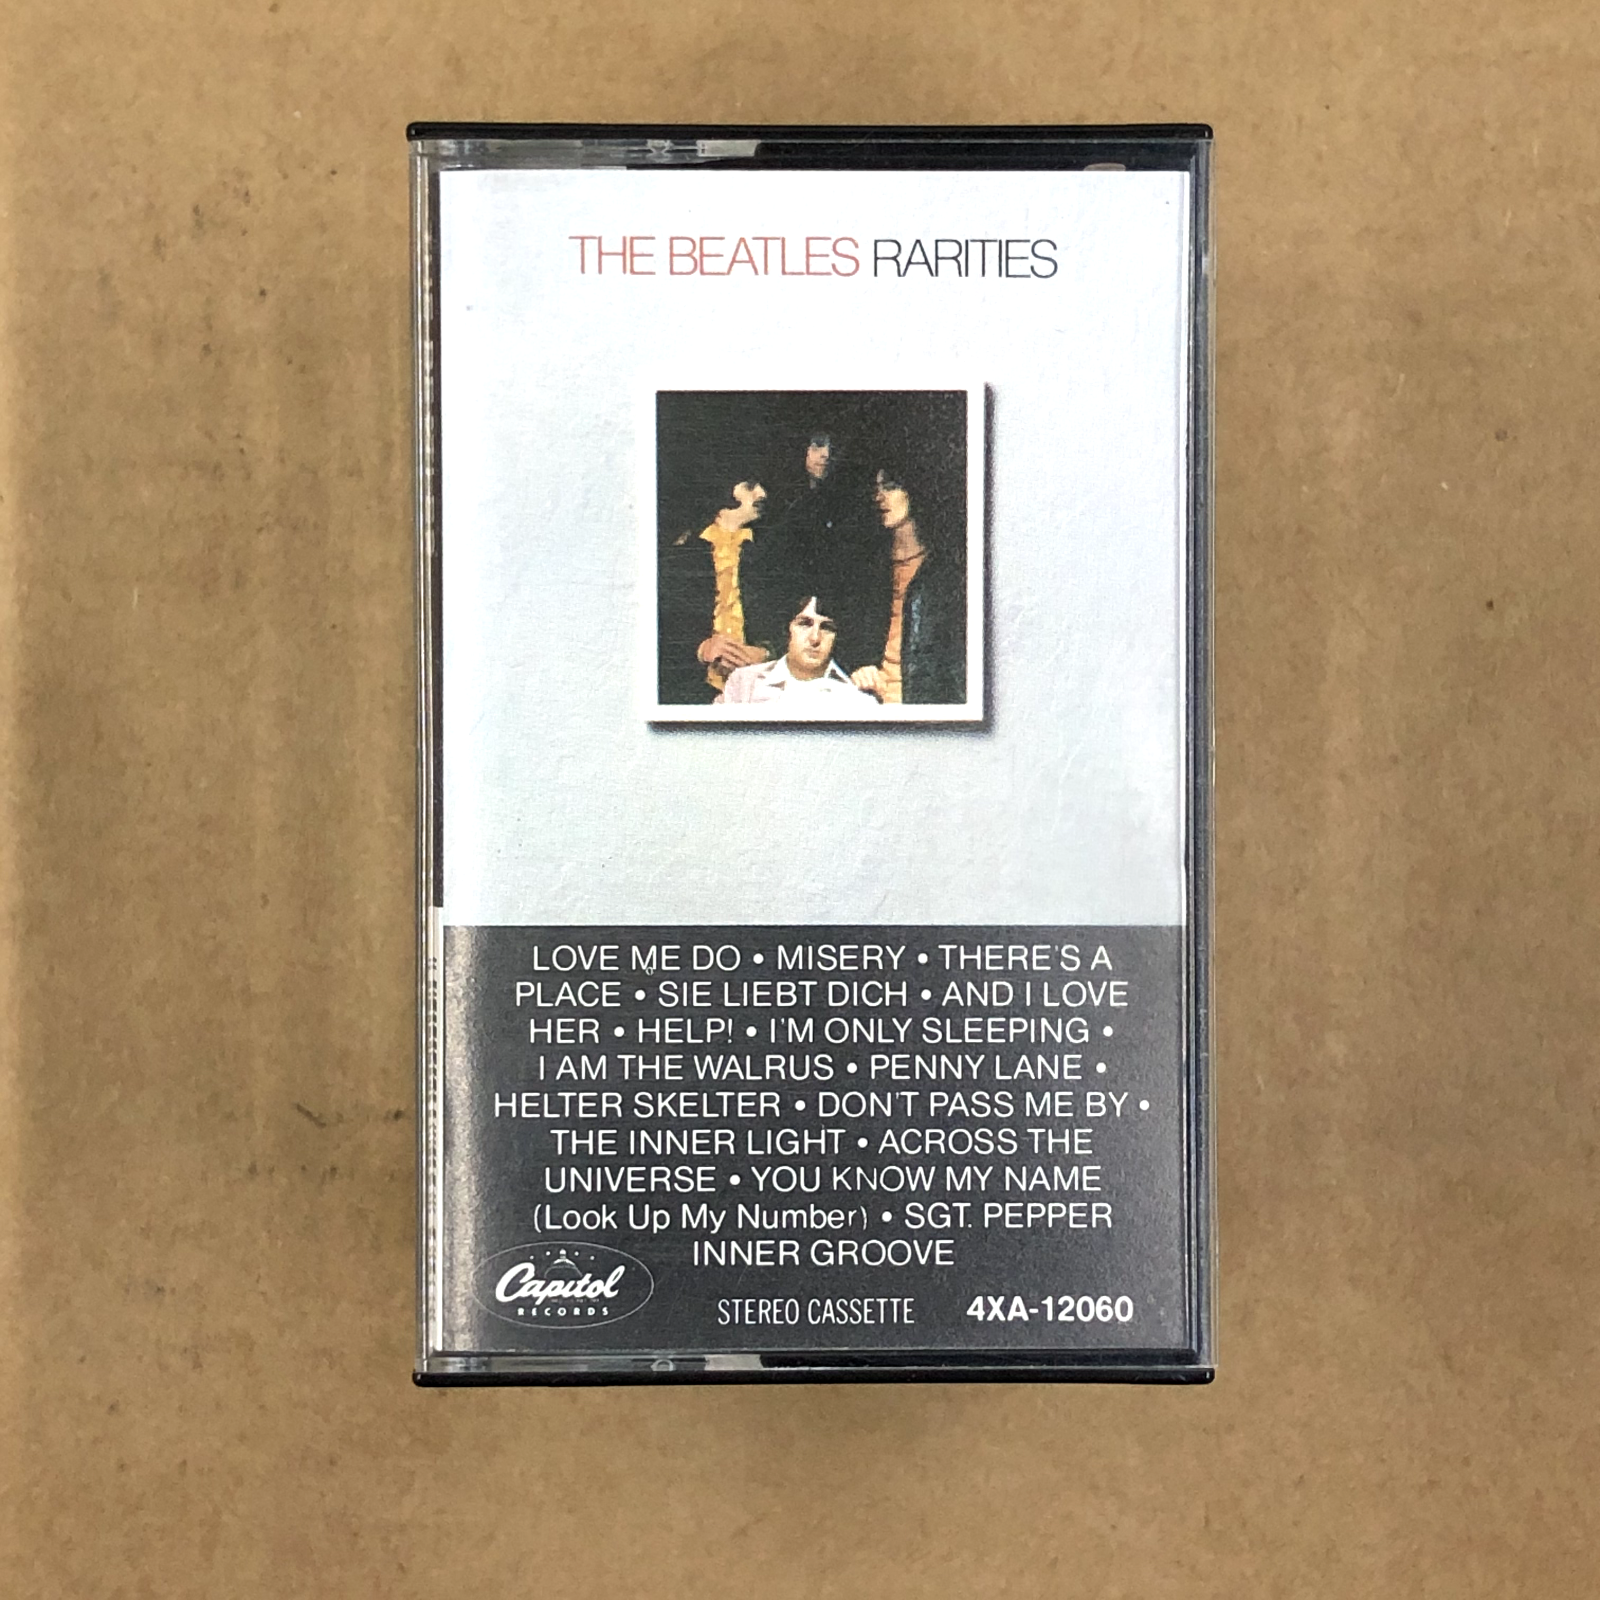 THE BEATLES RARITIES
LOVE ME DO • MISERY • THERE'S A
PLACE • SIE LIEBT DICH • AND I LOVE
HER • HELP! • I'M ONLY SLEEPING •
I AM THE WALRUS • PENNY LANE •
HELTER SKELTER • DON'T PASS ME BY •
THE INNER LIGHT • ACROSS THE
UNIVERSE • YOU KNOW MY NAME
(Look Up My Number) • SGT. PEPPER
INNER GROOVE
Capitol
RECORDS
STEREO CASSETTE 4XA-12060